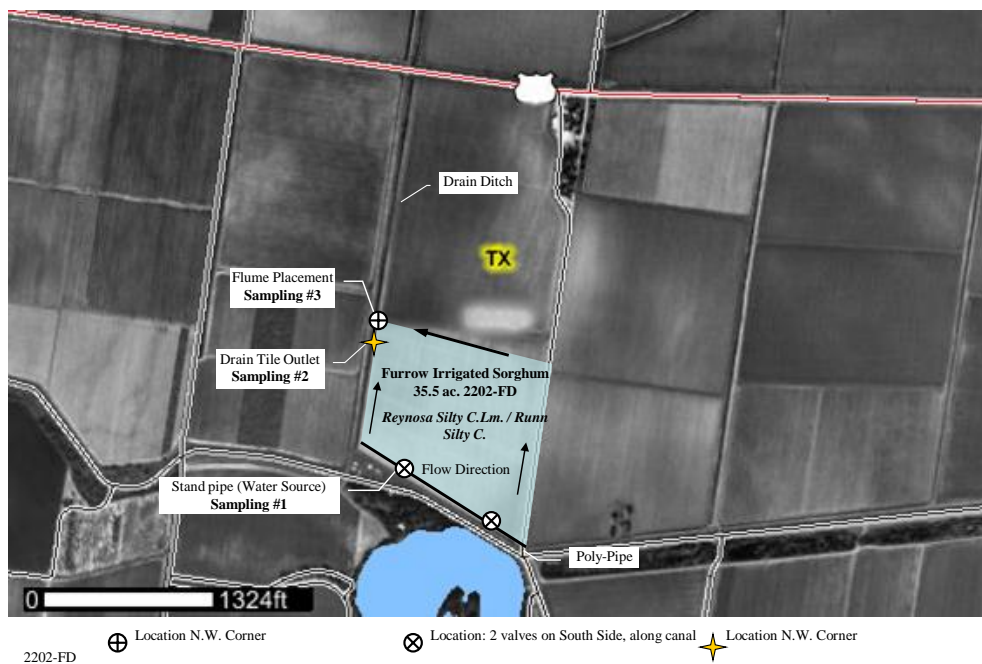 Drain Ditch
TX
Flume Placement
Sampling #3
Drain Tile Outlet
Sampling #2
Furrow Irrigated Sorghum
35.5 ac. 2202-FD
Reynosa Silty C.Lm. / Runn
Silty C.
Flow Direction
Stand pipe (Water Source)
Sampling #1
Poly-Pipe
0 1324ft
Location N.W. Corner
Location: 2 valves on South Side, along canal
Location N.W. Corner
2202-FD